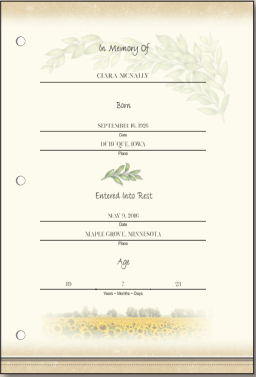 In Memory Of
CIARA MCNALLY
Born
SEPTEMBER 16, 1926
Date
DUBUQUE, IOWA
Place
Entered Into Rest
MAY 9, 2016
Date
MAPLE GROVE, MINNESOTA
Place
Age
89 7 23
Years ~ Months ~ Days